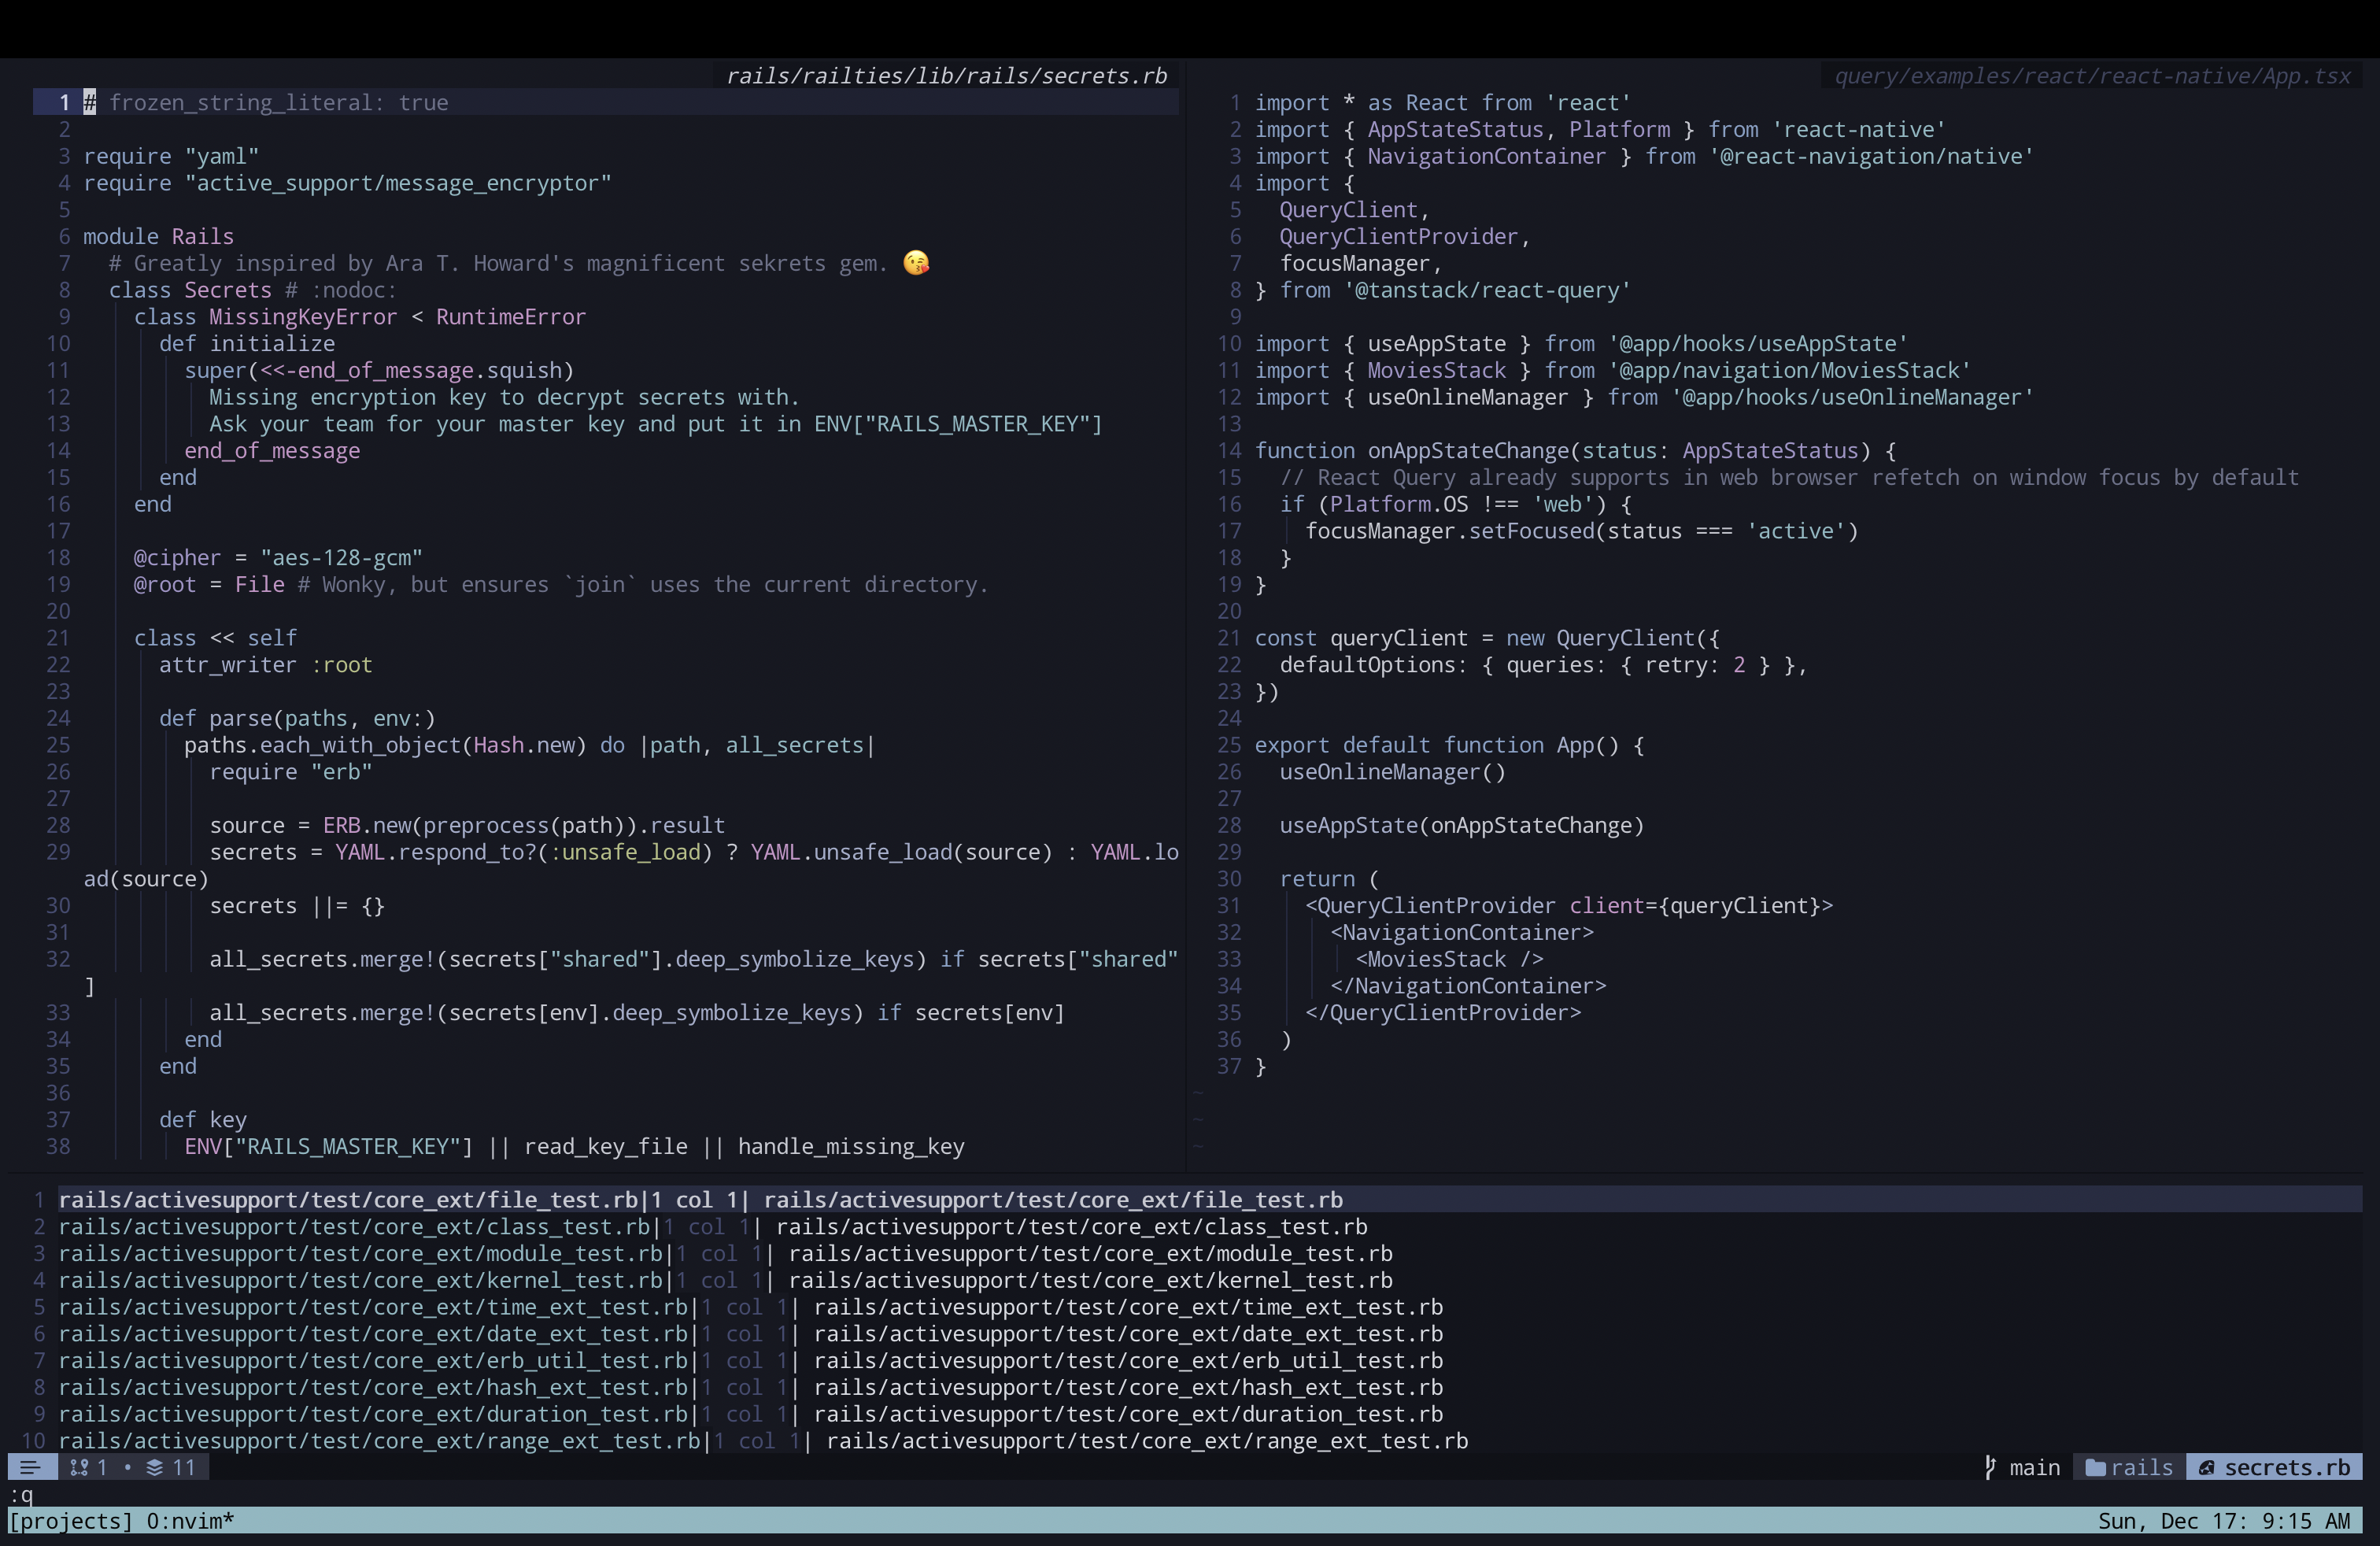 rails/railties/lib/rails/secrets.rb
1 # frozen_string_literal: true
2
3 require "yaml"
4 require "active_support/message_encryptor"
5
6 module Rails
7   # Greatly inspired by Ara T. Howard's magnificent sekrets gem. 😘
8   class Secrets # :nodoc:
9     class MissingKeyError < RuntimeError
10       def initialize
11         super(<<-end_of_message.squish)
12           Missing encryption key to decrypt secrets with.
13           Ask your team for your master key and put it in ENV["RAILS_MASTER_KEY"]
14         end_of_message
15       end
16     end
17
18     @cipher = "aes-128-gcm"
19     @root = File # Wonky, but ensures `join` uses the current directory.
20
21     class << self
22       attr_writer :root
23
24       def parse(paths, env:)
25         paths.each_with_object(Hash.new) do |path, all_secrets|
26           require "erb"
27
28           source = ERB.new(preprocess(path)).result
29           secrets = YAML.respond_to?(:unsafe_load) ? YAML.unsafe_load(source) : YAML.lo
ad(source)
30           secrets ||= {}
31
32           all_secrets.merge!(secrets["shared"].deep_symbolize_keys) if secrets["shared"
]
33           all_secrets.merge!(secrets[env].deep_symbolize_keys) if secrets[env]
34         end
35       end
36
37       def key
38         ENV["RAILS_MASTER_KEY"] || read_key_file || handle_missing_key
query/examples/react/react-native/App.tsx
1 import * as React from 'react'
2 import { AppStateStatus, Platform } from 'react-native'
3 import { NavigationContainer } from '@react-navigation/native'
4 import {
5   QueryClient,
6   QueryClientProvider,
7   focusManager,
8 } from '@tanstack/react-query'
9
10 import { useAppState } from '@app/hooks/useAppState'
11 import { MoviesStack } from '@app/navigation/MoviesStack'
12 import { useOnlineManager } from '@app/hooks/useOnlineManager'
13
14 function onAppStateChange(status: AppStateStatus) {
15   // React Query already supports in web browser refetch on window focus by default
16   if (Platform.OS !== 'web') {
17     focusManager.setFocused(status === 'active')
18   }
19 }
20
21 const queryClient = new QueryClient({
22   defaultOptions: { queries: { retry: 2 } },
23 })
24
25 export default function App() {
26   useOnlineManager()
27
28   useAppState(onAppStateChange)
29
30   return (
31     <QueryClientProvider client={queryClient}>
32       <NavigationContainer>
33         <MoviesStack />
34       </NavigationContainer>
35     </QueryClientProvider>
36   )
37 }
~
~
~
1 rails/activesupport/test/core_ext/file_test.rb|1 col 1| rails/activesupport/test/core_ext/file_test.rb
2 rails/activesupport/test/core_ext/class_test.rb|1 col 1| rails/activesupport/test/core_ext/class_test.rb
3 rails/activesupport/test/core_ext/module_test.rb|1 col 1| rails/activesupport/test/core_ext/module_test.rb
4 rails/activesupport/test/core_ext/kernel_test.rb|1 col 1| rails/activesupport/test/core_ext/kernel_test.rb
5 rails/activesupport/test/core_ext/time_ext_test.rb|1 col 1| rails/activesupport/test/core_ext/time_ext_test.rb
6 rails/activesupport/test/core_ext/date_ext_test.rb|1 col 1| rails/activesupport/test/core_ext/date_ext_test.rb
7 rails/activesupport/test/core_ext/erb_util_test.rb|1 col 1| rails/activesupport/test/core_ext/erb_util_test.rb
8 rails/activesupport/test/core_ext/hash_ext_test.rb|1 col 1| rails/activesupport/test/core_ext/hash_ext_test.rb
9 rails/activesupport/test/core_ext/duration_test.rb|1 col 1| rails/activesupport/test/core_ext/duration_test.rb
10 rails/activesupport/test/core_ext/range_ext_test.rb|1 col 1| rails/activesupport/test/core_ext/range_ext_test.rb
1 • 11 main rails secrets.rb
:q
[projects] 0:nvim* Sun, Dec 17: 9:15 AM